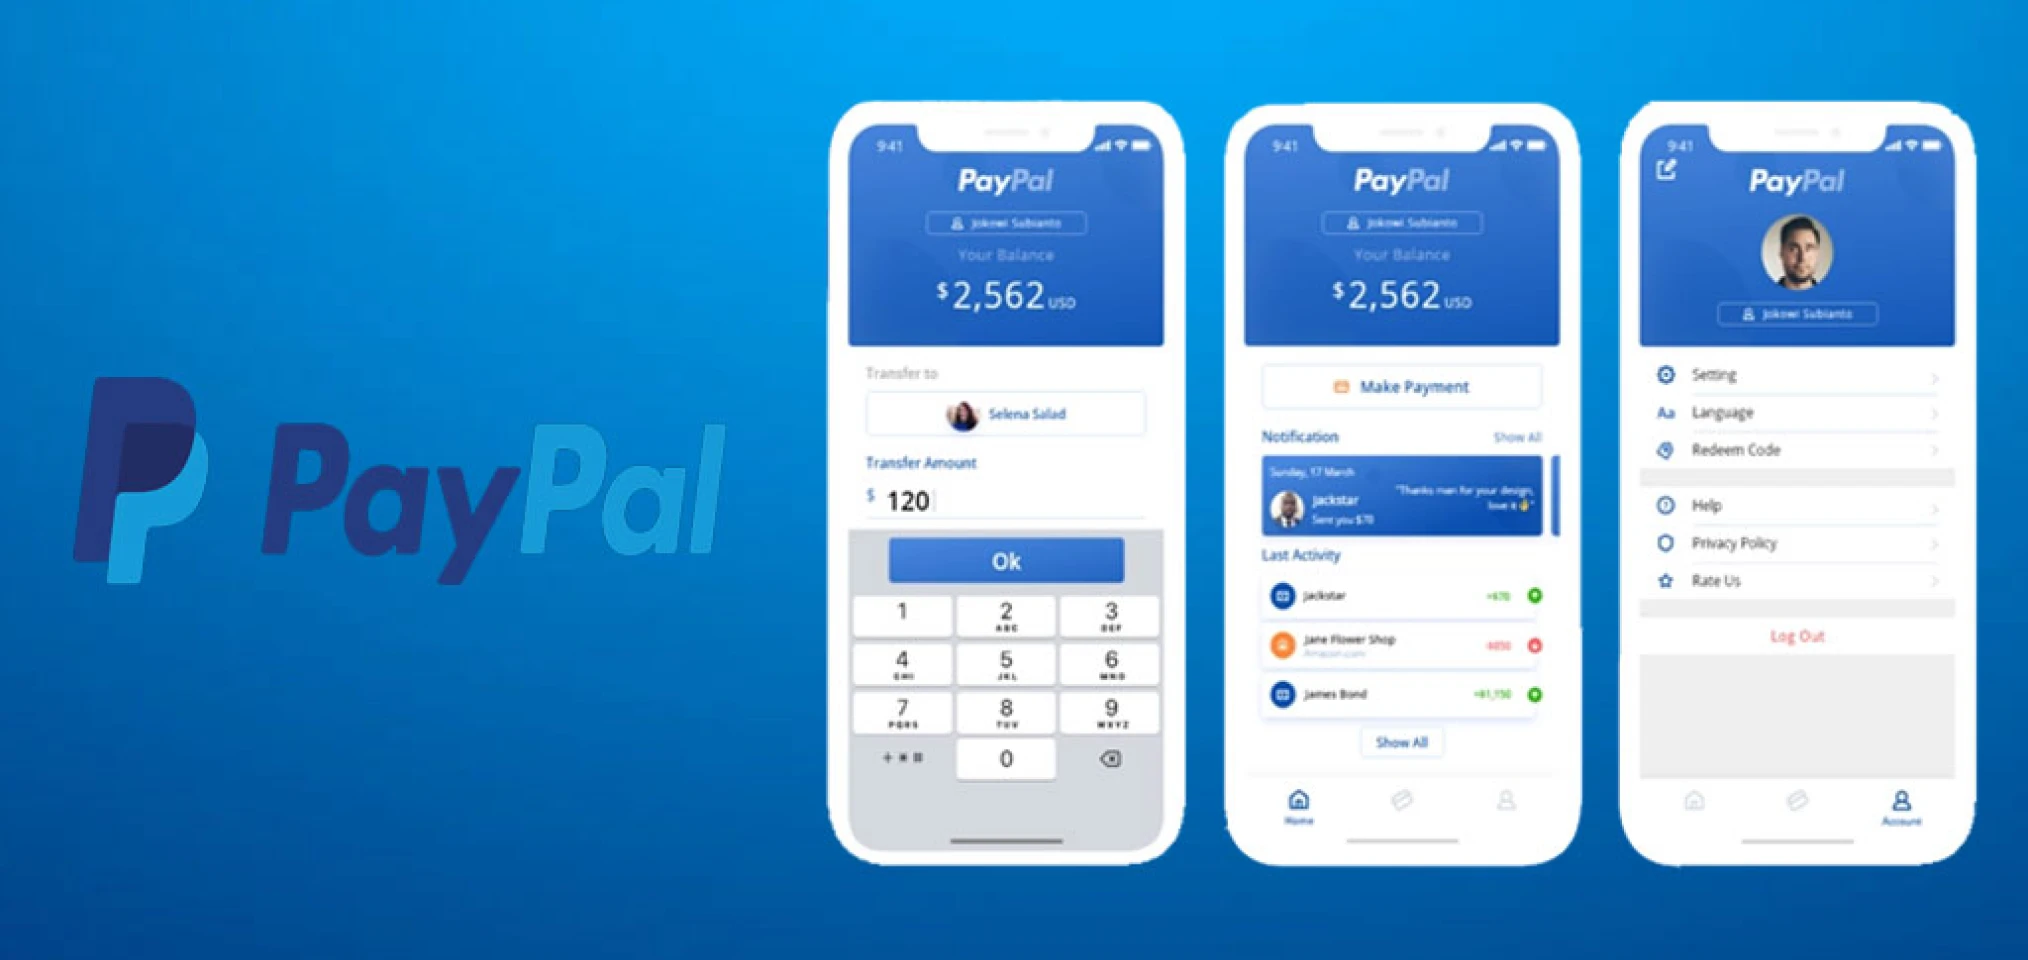 PayPal
9:41
PayPal
Jokowi Subianto
Your Balance
$2,562 USD
Transfer to
Selena Salad
Transfer Amount
$ 120
Ok
1
2 ABC
3 DEF
4 GHI
5 JKL
6 MNO
7 PQRS
8 TUV
9 WXYZ
+ * #
0
9:41
PayPal
Jokowi Subianto
Your Balance
$2,562 USD
Make Payment
Notification Show All
Sunday, 17 March
Jackstar
Sent you $70
"Thanks man for your design,
love it
Last Activity
Jackstar +$70
Jane Flower Shop
Amazon.com
James Bond +$1,150
Show All
Home
9:41
PayPal
Jokowi Subianto
Setting
Aa Language
Redeem Code
Help
Privacy Policy
Rate Us
Log Out
Account